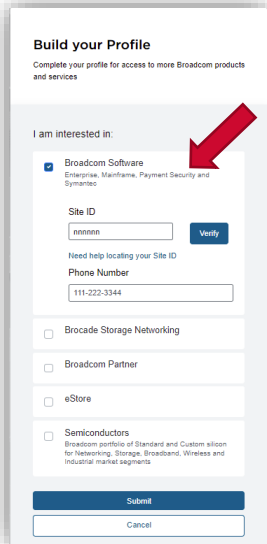 Build your Profile
Complete your profile for access to more Broadcom products
and services
I am interested in:
Broadcom Software
Enterprise, Mainframe, Payment Security and
Symantec
Site ID
nnnnnn
Verify
Need help locating your Site ID
Phone Number
111-222-3344
Brocade Storage Networking
Broadcom Partner
eStore
Semiconductors
Broadcom portfolio of Standard and Custom silicon
for Networking, Storage, Broadband, Wireless and
Industrial market segments
Submit
Cancel